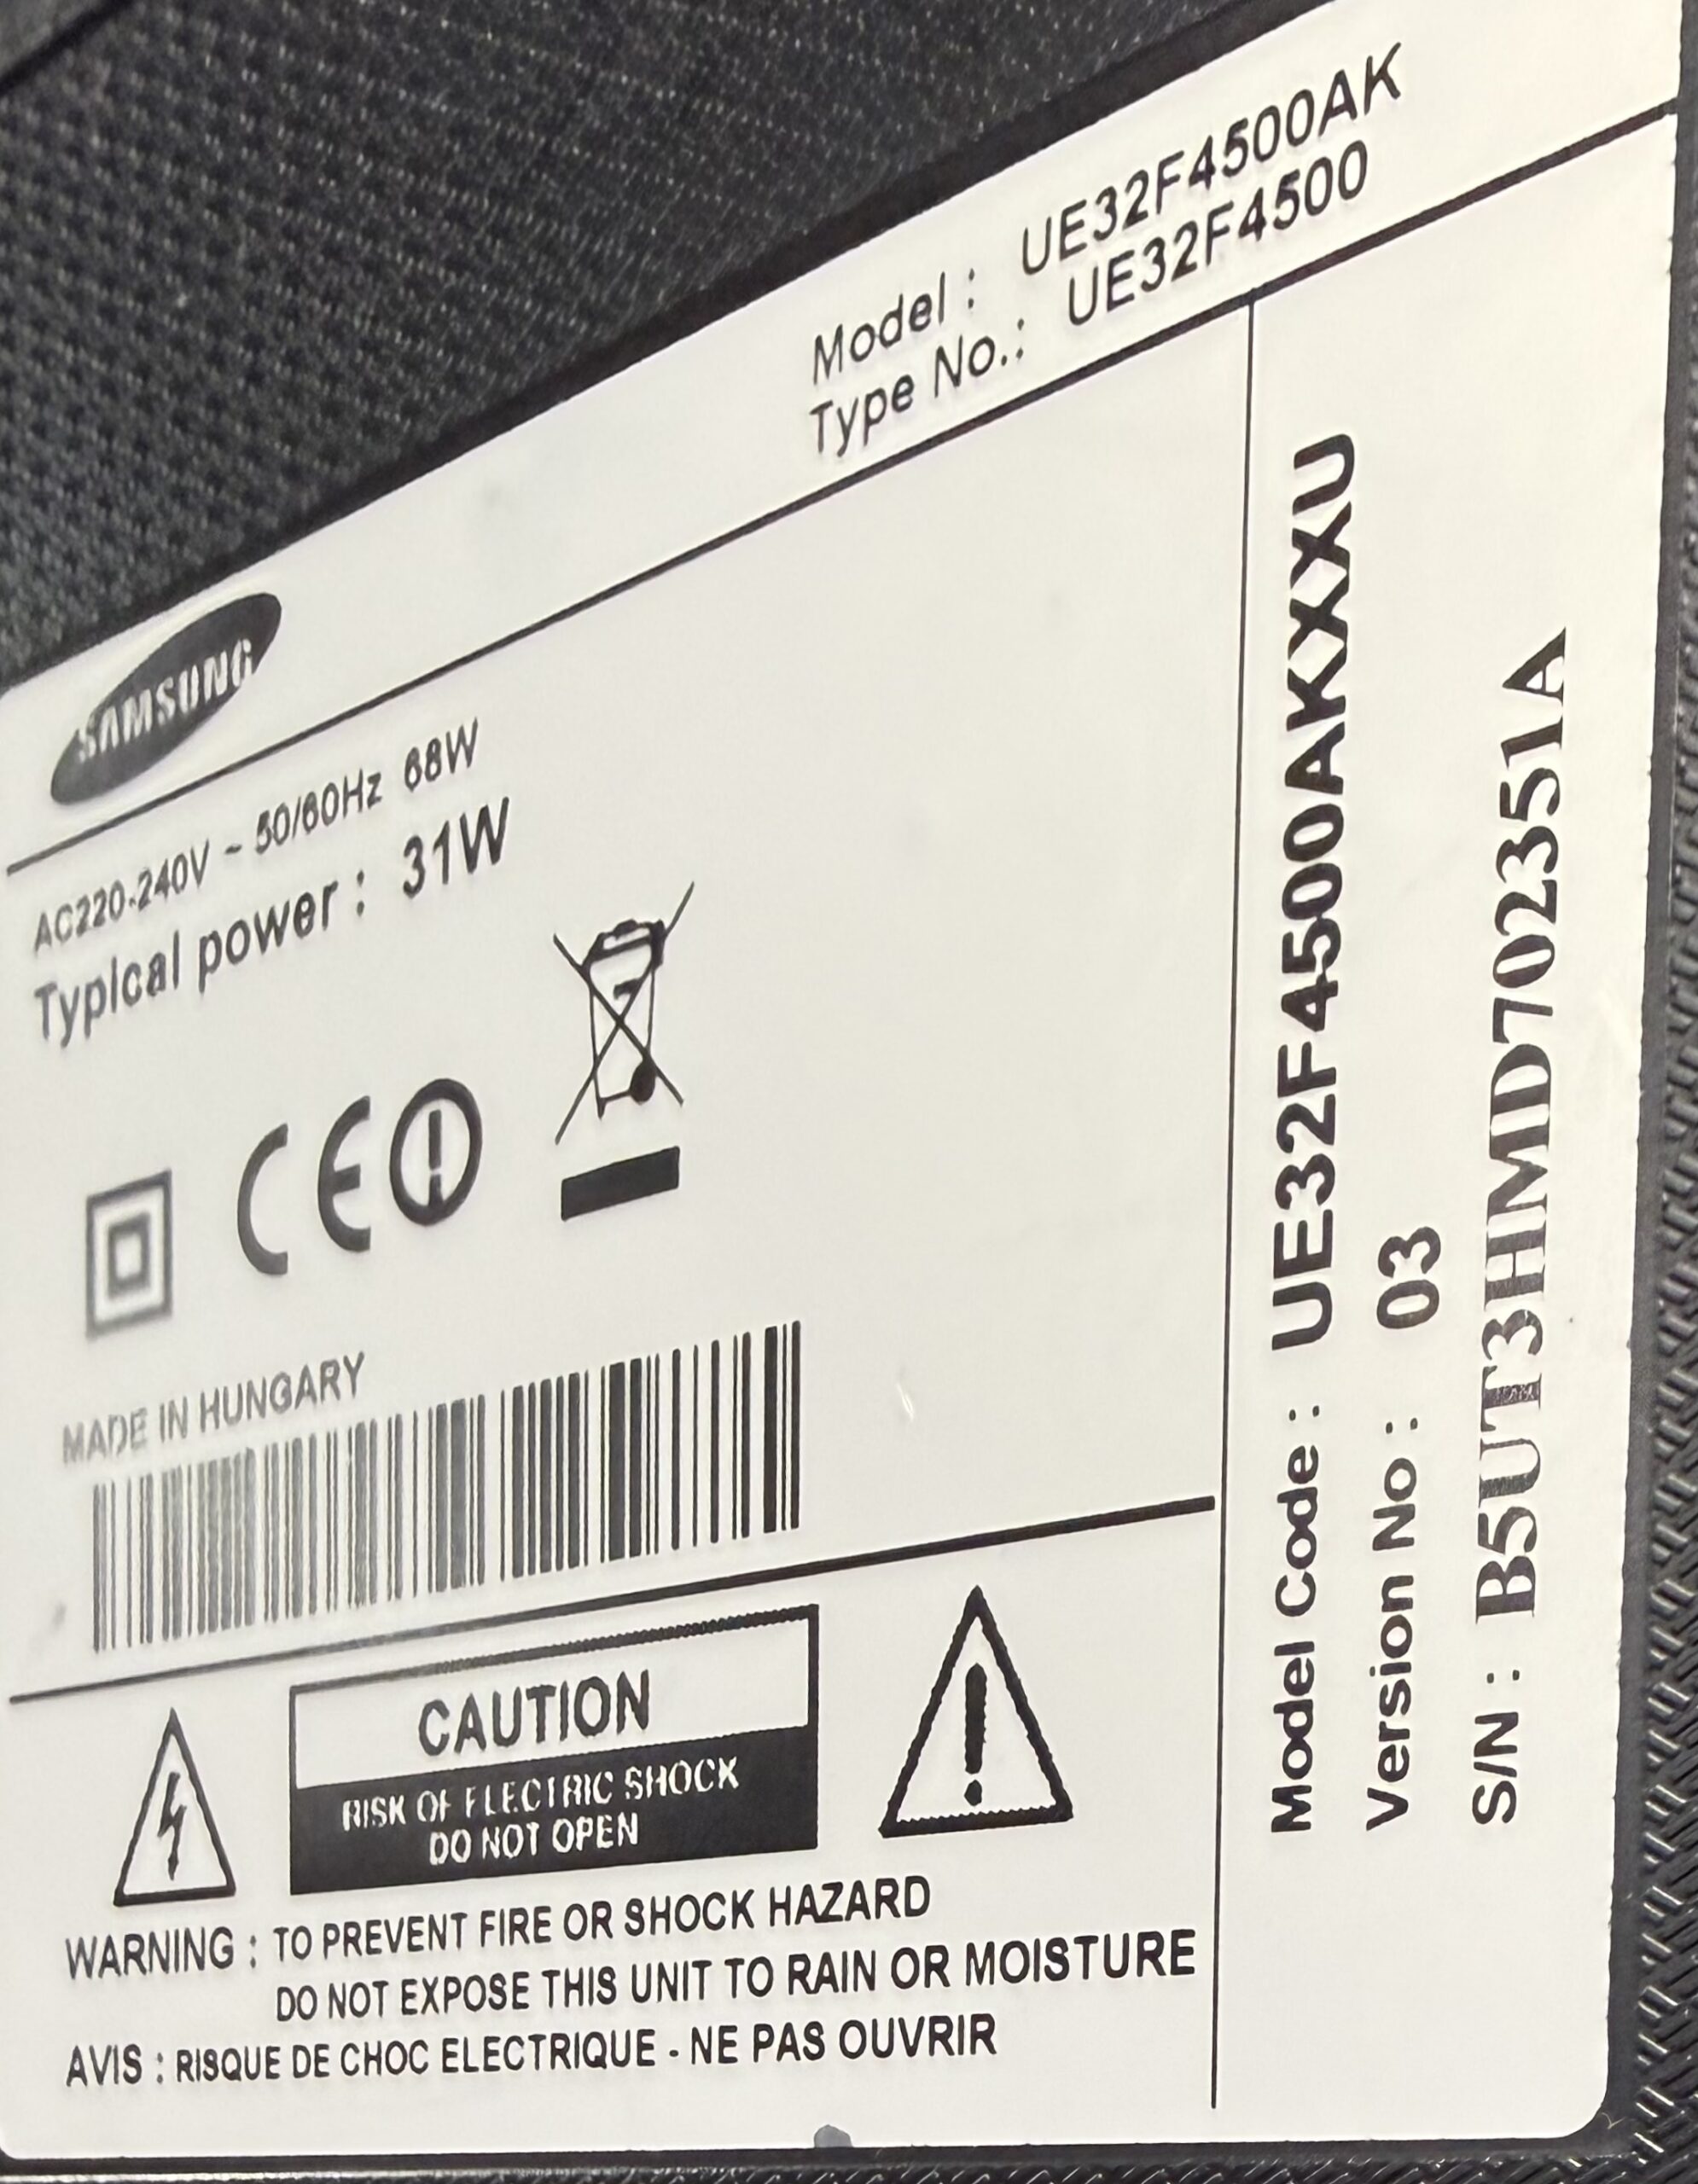 SAMSUNG
Model : UE32F4500AK
Type No.: UE32F4500
AC220-240V ~ 50/60Hz 68W
Typical power : 31W
CE
MADE IN HUNGARY
CAUTION
RISK OF ELECTRIC SHOCK
DO NOT OPEN
WARNING : TO PREVENT FIRE OR SHOCK HAZARD
DO NOT EXPOSE THIS UNIT TO RAIN OR MOISTURE
AVIS : RISQUE DE CHOC ELECTRIQUE - NE PAS OUVRIR
Model Code : UE32F4500AKXXU
Version No : 03
S/N : B5UT3HMD702351A